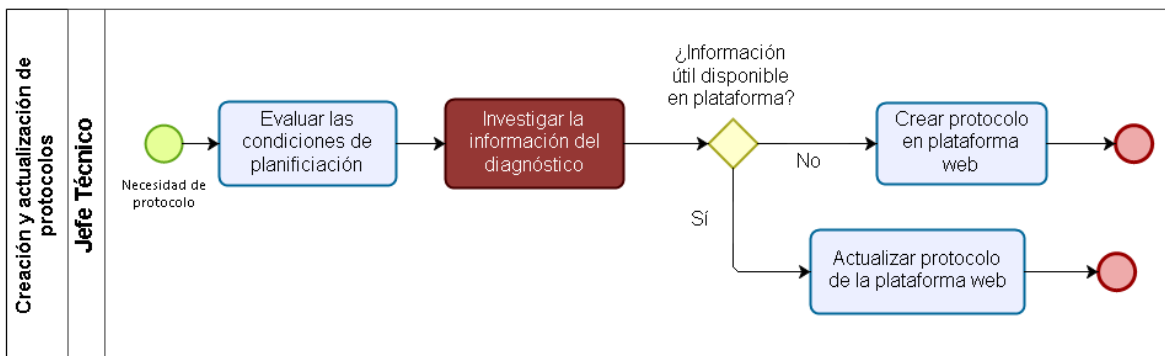 Creación y actualización de
protocolos
Jefe Técnico
Necesidad de
protocolo
Evaluar las
condiciones de
planificiación
Investigar la
información del
diagnóstico
¿Información
útil disponible
en plataforma?
No
Crear protocolo
en plataforma
web
Sí
Actualizar protocolo
de la plataforma web